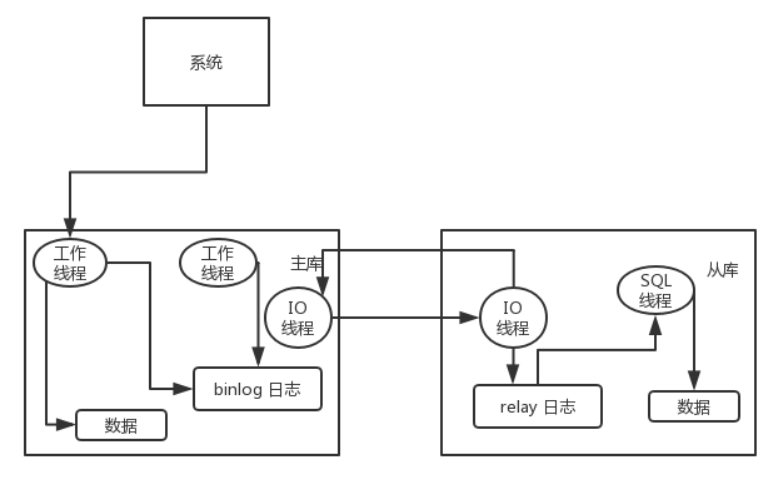 系统
主库
工作
线程
工作
线程
IO
线程
binlog 日志
数据
从库
IO
线程
SQL
线程
relay 日志
数据